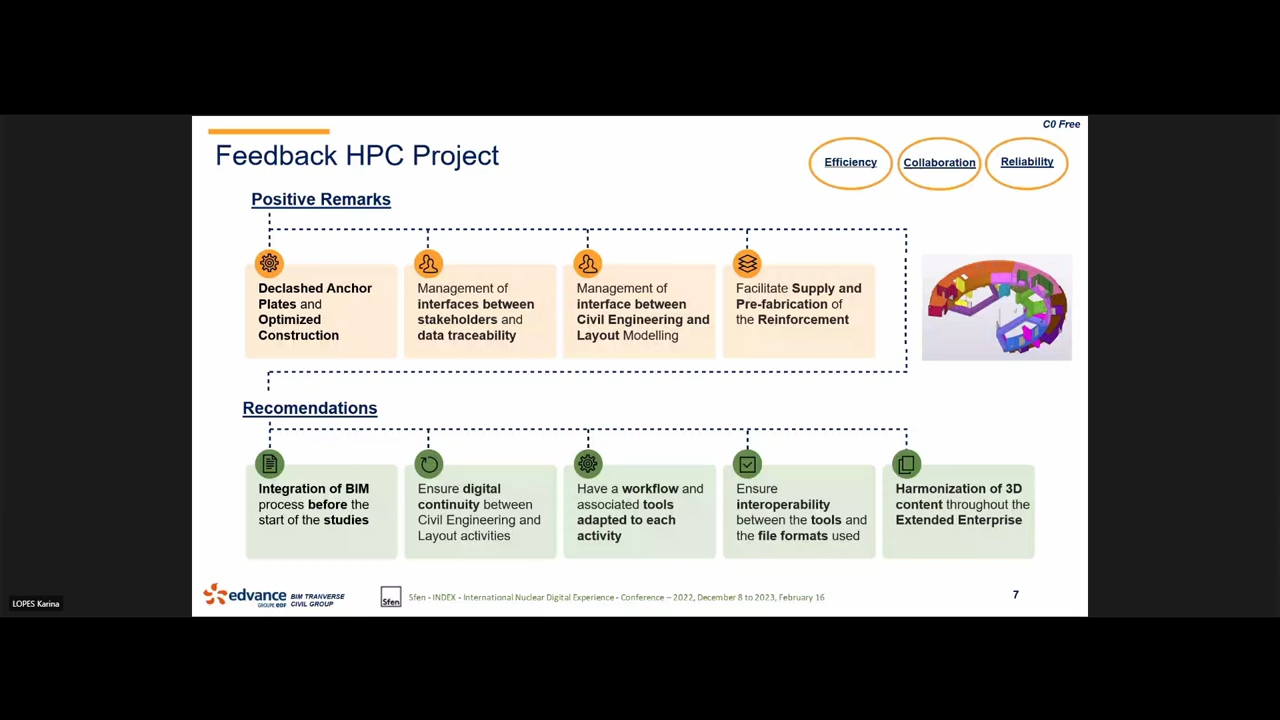 C0 Free
Feedback HPC Project
Efficiency
Collaboration
Reliability
Positive Remarks
Declashed Anchor
Plates and
Optimized
Construction
Management of
interfaces between
stakeholders and
data traceability
Management of
interface between
Civil Engineering and
Layout Modelling
Facilitate Supply and
Pre-fabrication of
the Reinforcement
Recomendations
Integration of BIM
process before the
start of the studies
Ensure digital
continuity between
Civil Engineering and
Layout activities
Have a workflow and
associated tools
adapted to each
activity
Ensure
interoperability
between the tools and
the file formats used
Harmonization of 3D
content throughout the
Extended Enterprise
LOPES Karina
edvance
GROUPE eDF
BIM TRANVERSE
CIVIL GROUP
Sfen
Sfen - INDEX - International Nuclear Digital Experience - Conference – 2022, December 8 to 2023, February 16
7